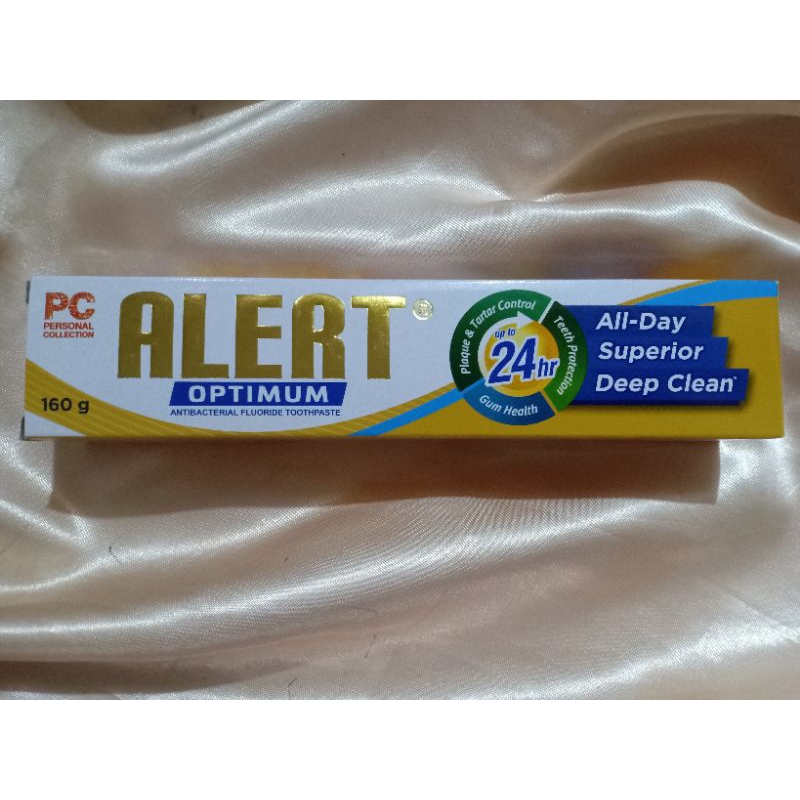 PC
PERSONAL
COLLECTION
ALERT®
OPTIMUM
ANTIBACTERIAL FLUORIDE TOOTHPASTE
160 g
Plaque & Tartar Control
Teeth Protection
Gum Health
up to
24hr
All-Day
Superior
Deep Clean*